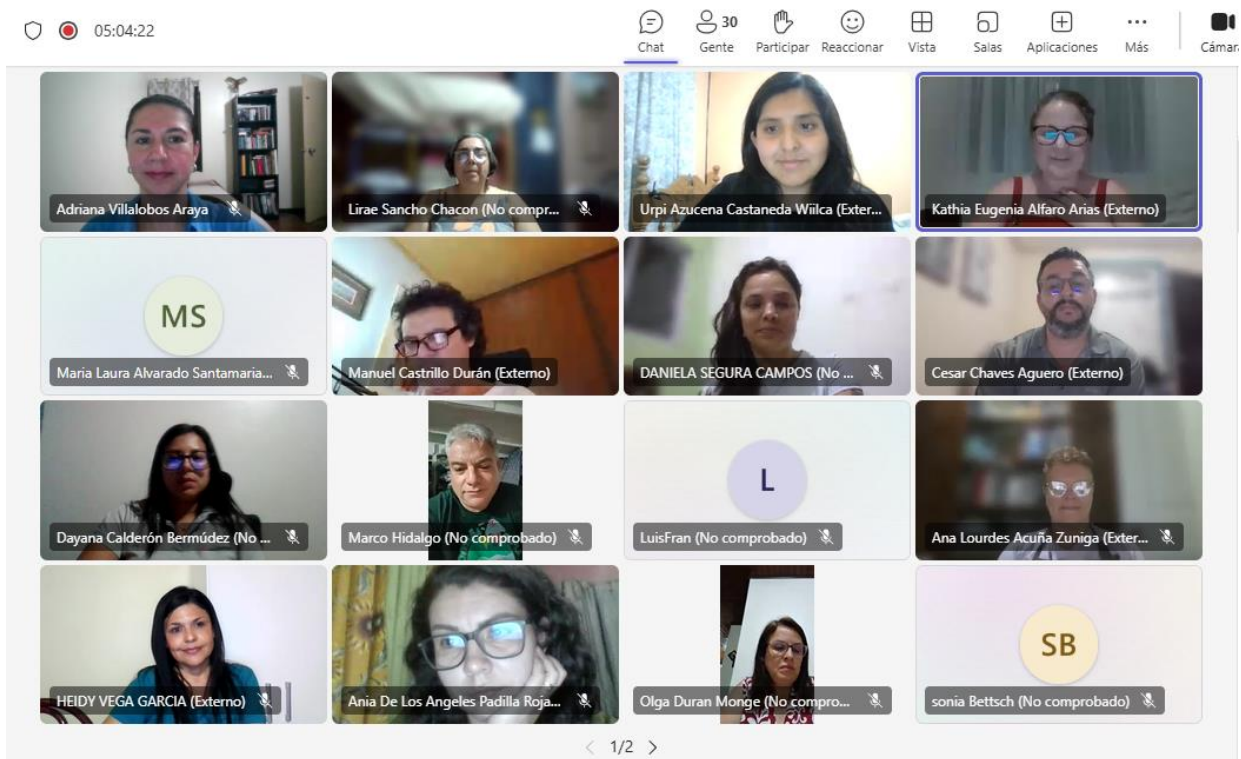 05:04:22
30
Chat
Gente
Participar
Reaccionar
Vista
Salas
Aplicaciones
Más
Cámar
Adriana Villalobos Araya
Lirae Sancho Chacon (No compr...
Urpi Azucena Castaneda Wiilca (Exter...
Kathia Eugenia Alfaro Arias (Externo)
MS
Maria Laura Alvarado Santamaria...
Manuel Castrillo Durán (Externo)
DANIELA SEGURA CAMPOS (No ...
Cesar Chaves Aguero (Externo)
Dayana Calderón Bermúdez (No ...
Marco Hidalgo (No comprobado)
L
LuisFran (No comprobado)
Ana Lourdes Acuña Zuniga (Exter...
HEIDY VEGA GARCIA (Externo)
Ania De Los Angeles Padilla Roja...
Olga Duran Monge (No compro...
SB
sonia Bettsch (No comprobado)
1/2